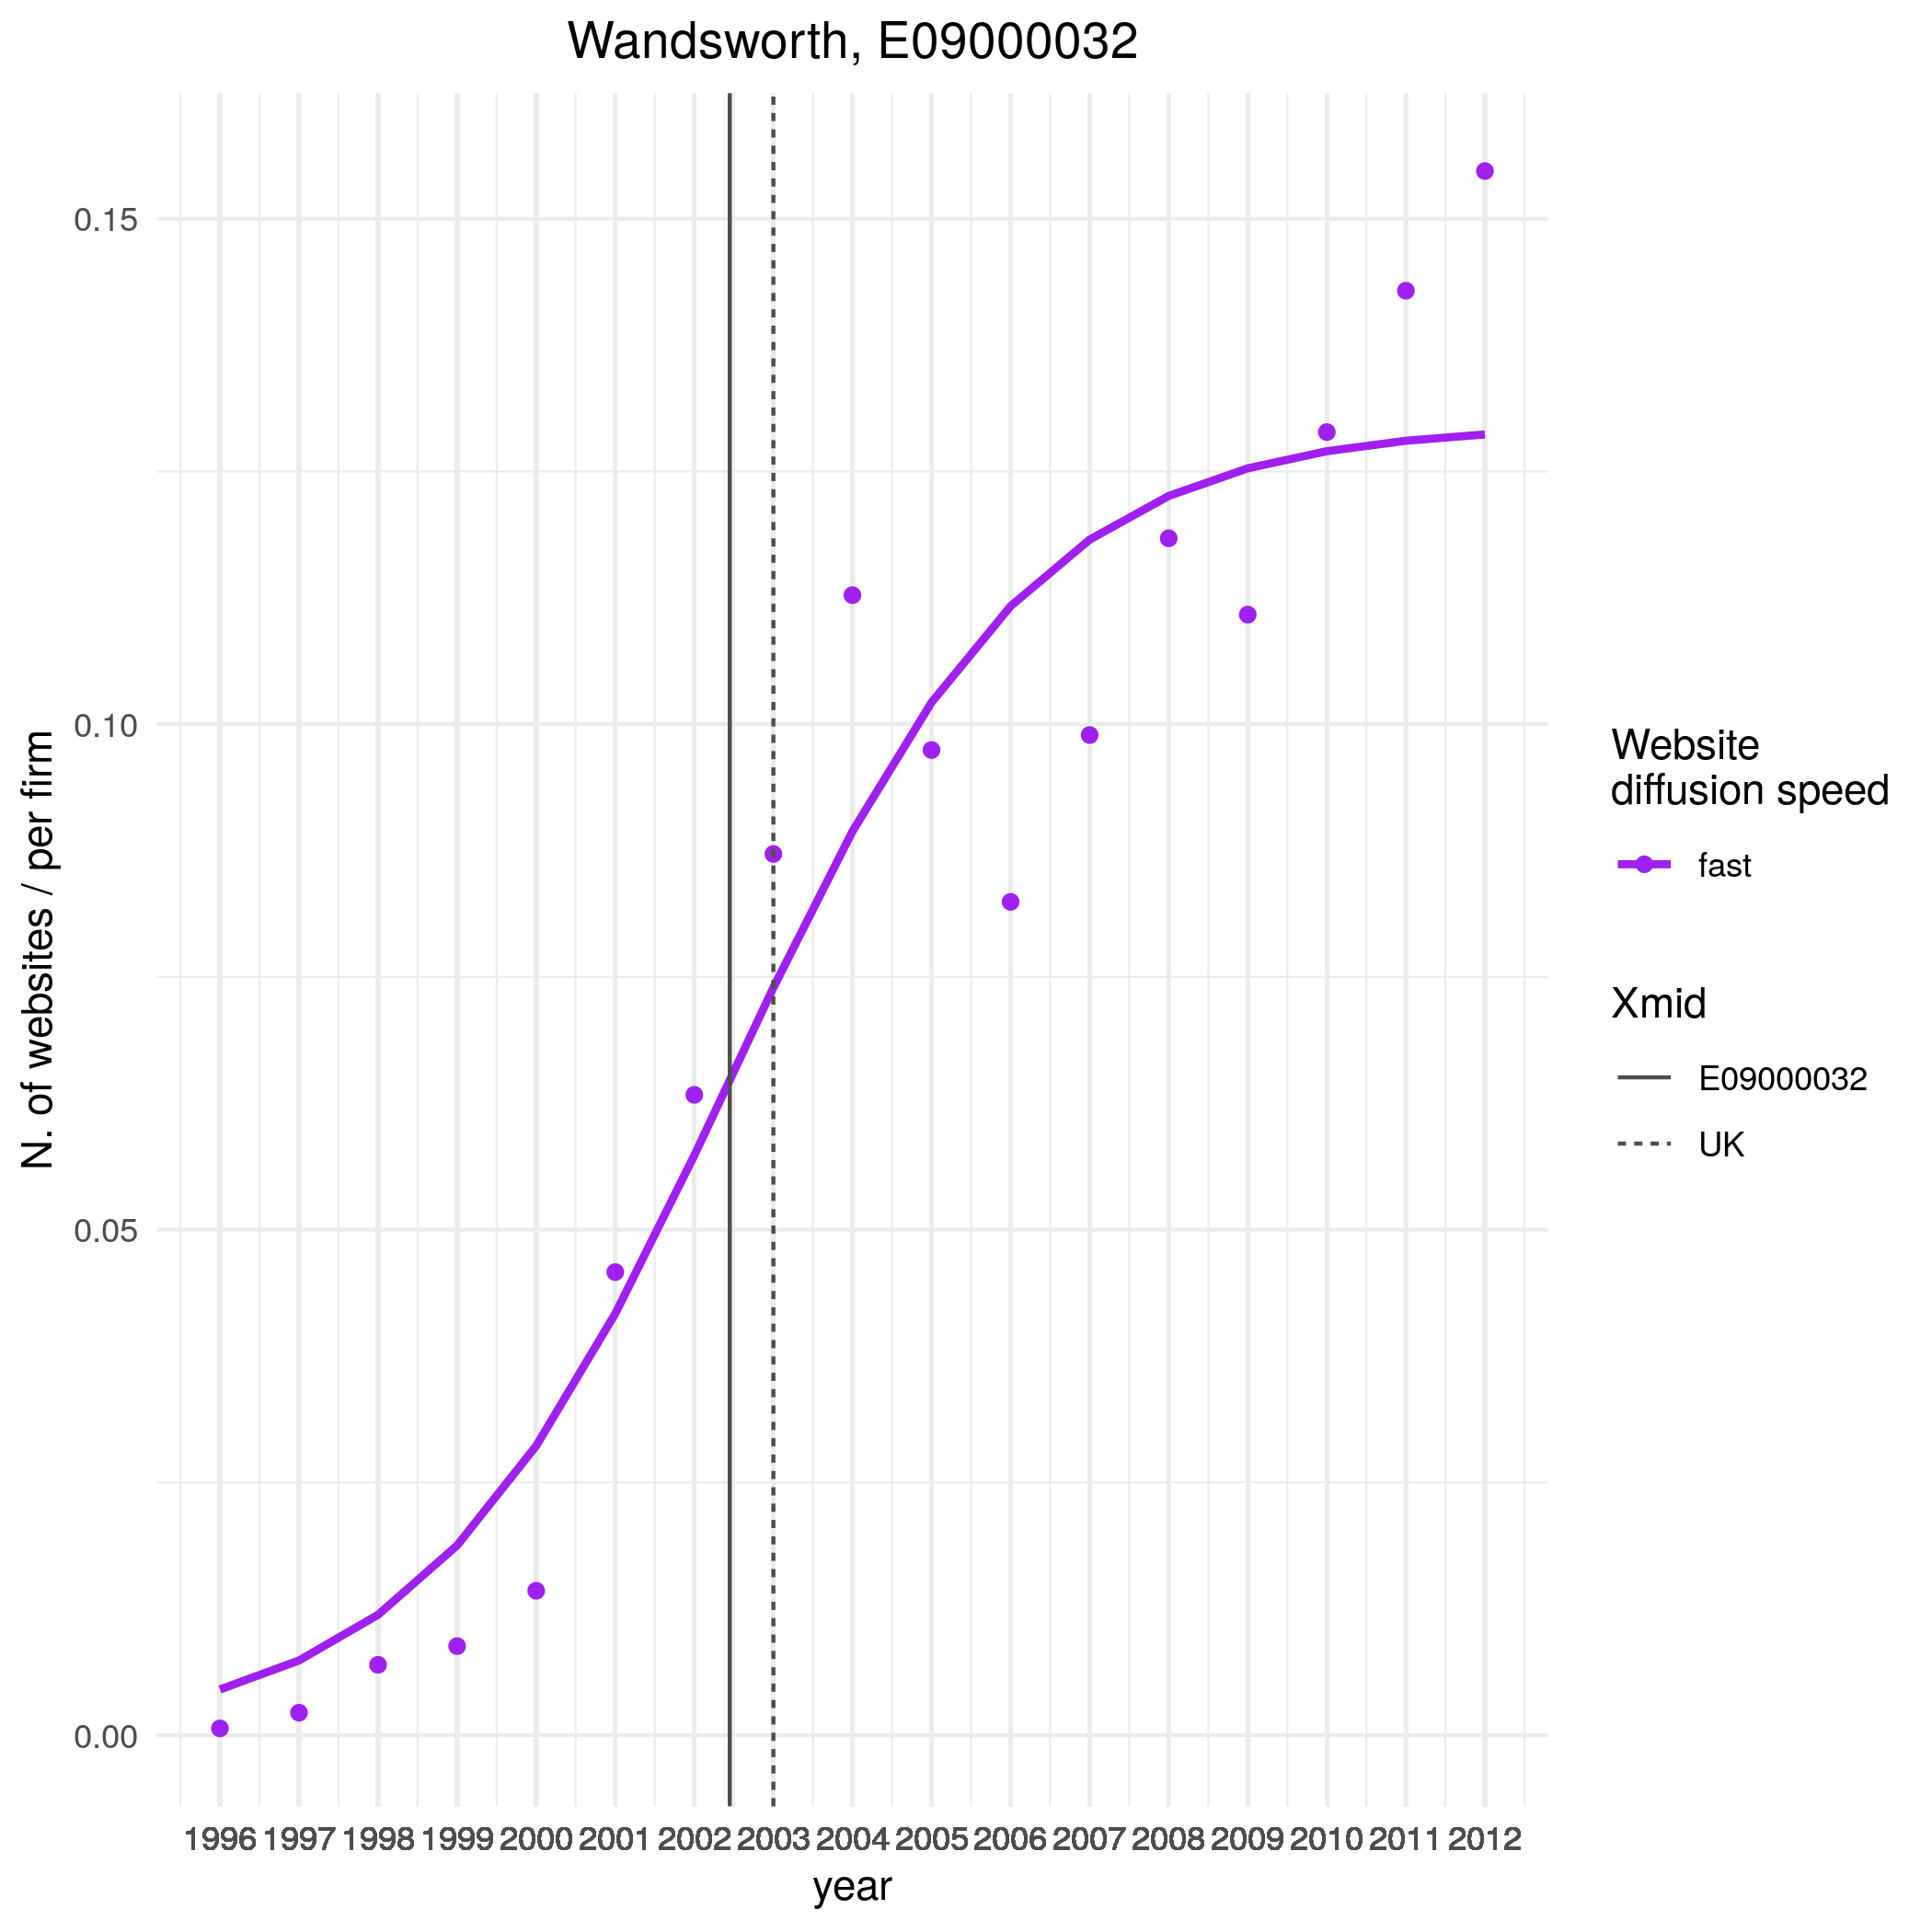 Wandsworth, E09000032
N. of websites / per firm
0.15
0.10
0.05
0.00
1996 1997 1998 1999 2000 2001 2002 2003 2004 2005 2006 2007 2008 2009 2010 2011 2012
year
Website
diffusion speed
fast
Xmid
E09000032
UK